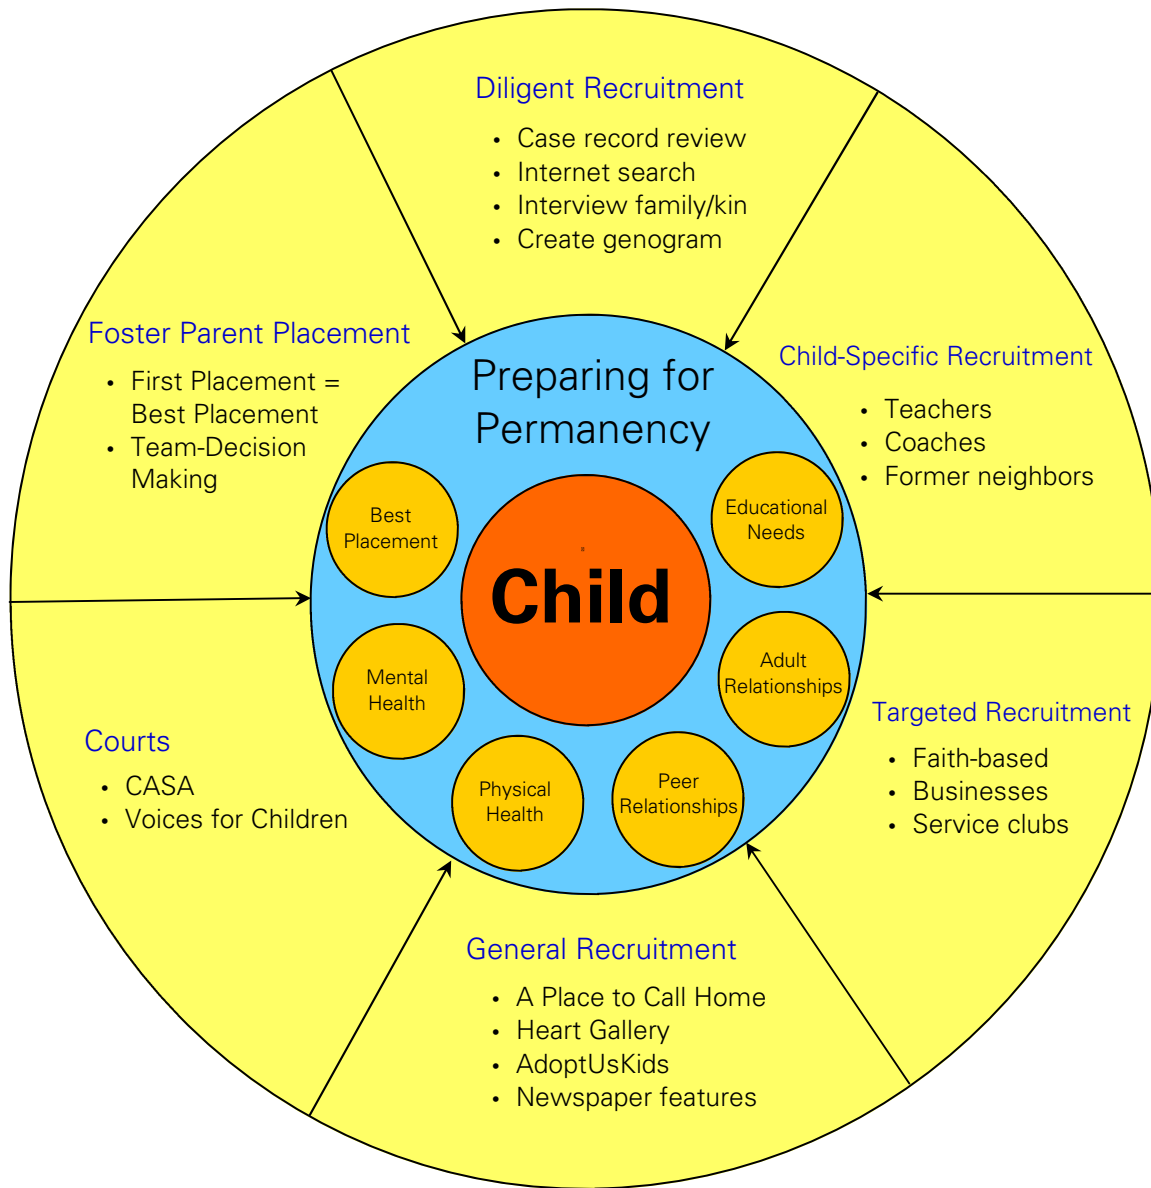 Diligent Recruitment
• Case record review
• Internet search
• Interview family/kin
• Create genogram
Foster Parent Placement
• First Placement =
Best Placement
• Team-Decision
Making
Preparing for
Permanency
Child-Specific Recruitment
• Teachers
• Coaches
• Former neighbors
Best
Placement
Educational
Needs
Child
Mental
Health
Adult
Relationships
Physical
Health
Peer
Relationships
Courts
• CASA
• Voices for Children
Targeted Recruitment
• Faith-based
• Businesses
• Service clubs
General Recruitment
• A Place to Call Home
• Heart Gallery
• AdoptUsKids
• Newspaper features